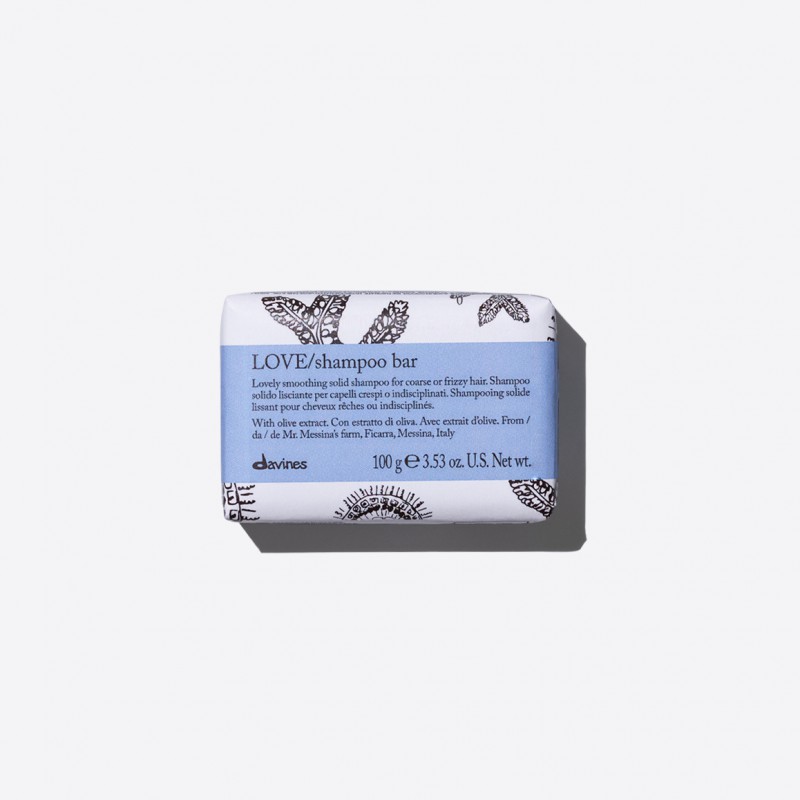 LOVE/shampoo bar
Lovely smoothing solid shampoo for coarse or frizzy hair. Shampoo
solido lisciante per capelli crespi o indisciplinati. Shampooing solide
lissant pour cheveux rêches ou indisciplinés.
With olive extract. Con estratto di oliva. Avec extrait d'olive. From /
da / de Mr. Messina's farm, Ficarra, Messina, Italy
davines
100 g ℮ 3.53 oz. U.S. Net wt.